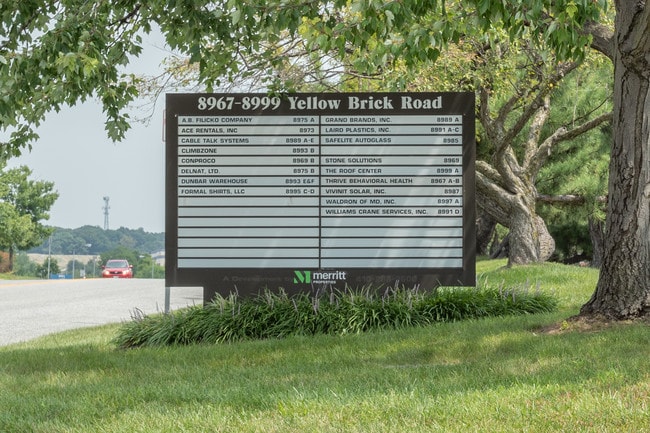 8967-8999 Yellow Brick Road
A.B. FILICKO COMPANY 8975 A
ACE RENTALS, INC 8973
CABLE TALK SYSTEMS 8989 A-E
CLIMBZONE 8993 B
CONPROCO 8969 B
DELNAT, LTD. 8975 B
DUNBAR WAREHOUSE 8993 E&F
FORMAL SHIRTS, LLC 8995 C-D
GRAND BRANDS, INC. 8989 A
LAIRD PLASTICS, INC. 8991 A-C
SAFELITE AUTOGLASS 8985
STONE SOLUTIONS 8969
THE ROOF CENTER 8999 A
THRIVE BEHAVIORAL HEALTH 8967 A-B
VIVINIT SOLAR, INC. 8987
WALDRON OF MD, INC. 8997 A
WILLIAMS CRANE SERVICES, INC. 8991 D
merritt
PROPERTIES